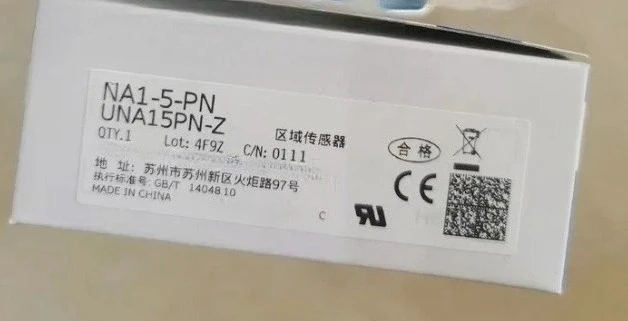 NA1-5-PN
UNA15PN-Z
QTY.1 Lot: 4F9Z C/N: 0111
区域传感器
合格
地 址: 苏州市苏州新区火炬路97号
执行标准号: GB/T 14048.10
MADE IN CHINA
C
CE